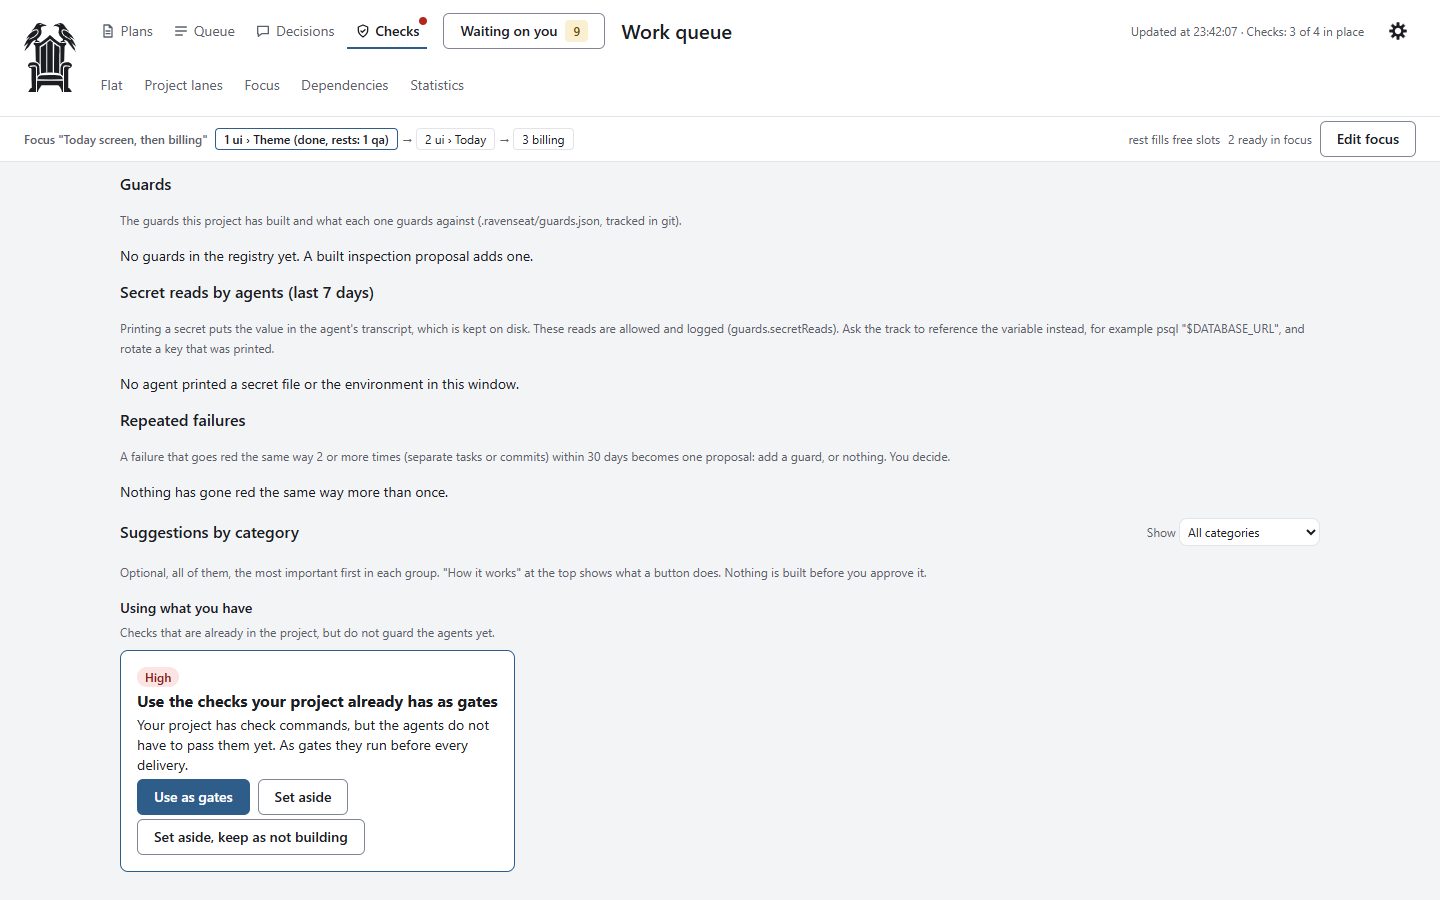 Plans
Queue
Decisions
Checks
Waiting on you 9
Work queue
Updated at 23:42:07 · Checks: 3 of 4 in place
Flat
Project lanes
Focus
Dependencies
Statistics
Focus "Today screen, then billing"
1 ui › Theme (done, rests: 1 qa) → 2 ui › Today → 3 billing
rest fills free slots
2 ready in focus
Edit focus
Guards
The guards this project has built and what each one guards against (.ravenseat/guards.json, tracked in git).
No guards in the registry yet. A built inspection proposal adds one.
Secret reads by agents (last 7 days)
Printing a secret puts the value in the agent's transcript, which is kept on disk. These reads are allowed and logged (guards.secretReads). Ask the track to reference the variable instead, for example psql "$DATABASE_URL", and
rotate a key that was printed.
No agent printed a secret file or the environment in this window.
Repeated failures
A failure that goes red the same way 2 or more times (separate tasks or commits) within 30 days becomes one proposal: add a guard, or nothing. You decide.
Nothing has gone red the same way more than once.
Suggestions by category
Show All categories
Optional, all of them, the most important first in each group. "How it works" at the top shows what a button does. Nothing is built before you approve it.
Using what you have
Checks that are already in the project, but do not guard the agents yet.
High
Use the checks your project already has as gates
Your project has check commands, but the agents do not
have to pass them yet. As gates they run before every
delivery.
Use as gates
Set aside
Set aside, keep as not building